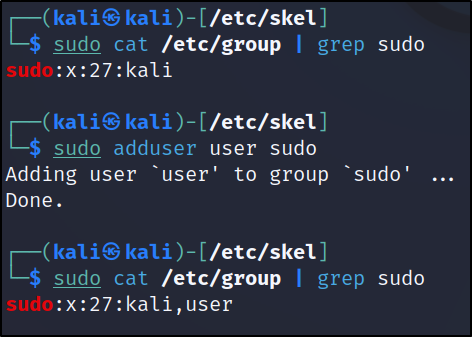 ┌──(kali㉿kali)-[/etc/skel]
└─$ sudo cat /etc/group | grep sudo
sudo:x:27:kali
┌──(kali㉿kali)-[/etc/skel]
└─$ sudo adduser user sudo
Adding user `user' to group `sudo' ...
Done.
┌──(kali㉿kali)-[/etc/skel]
└─$ sudo cat /etc/group | grep sudo
sudo:x:27:kali,user